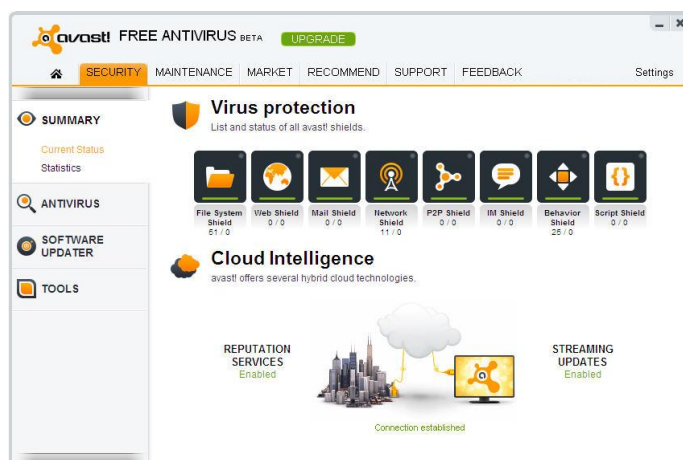 avast! FREE ANTIVIRUS BETA UPGRADE
SECURITY MAINTENANCE MARKET RECOMMEND SUPPORT FEEDBACK Settings
SUMMARY
Current Status
Statistics
ANTIVIRUS
SOFTWARE
UPDATER
TOOLS
Virus protection
List and status of all avast! shields.
File System
Shield
51 / 0
Web Shield
0 / 0
Mail Shield
0 / 0
Network
Shield
11 / 0
P2P Shield
0 / 0
IM Shield
0 / 0
Behavior
Shield
25 / 0
Script Shield
0 / 0
Cloud Intelligence
avast! offers several hybrid cloud technologies.
REPUTATION
SERVICES
Enabled
STREAMING
UPDATES
Enabled
Connection established